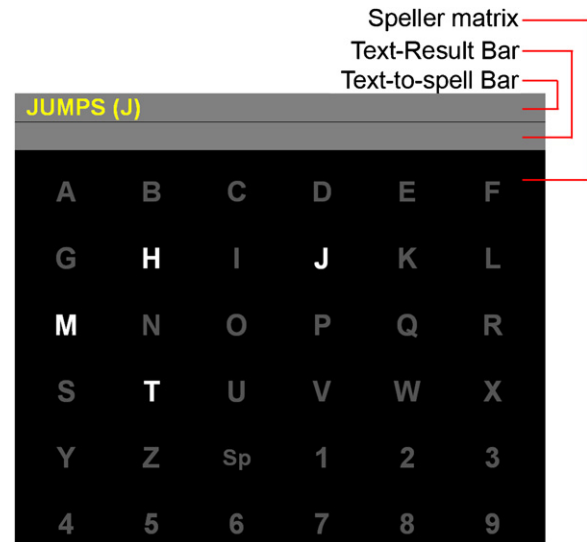 Speller matrix
Text-Result Bar
Text-to-spell Bar
JUMPS (J)
A B C D E F
G H I J K L
M N O P Q R
S T U V W X
Y Z Sp 1 2 3
4 5 6 7 8 9